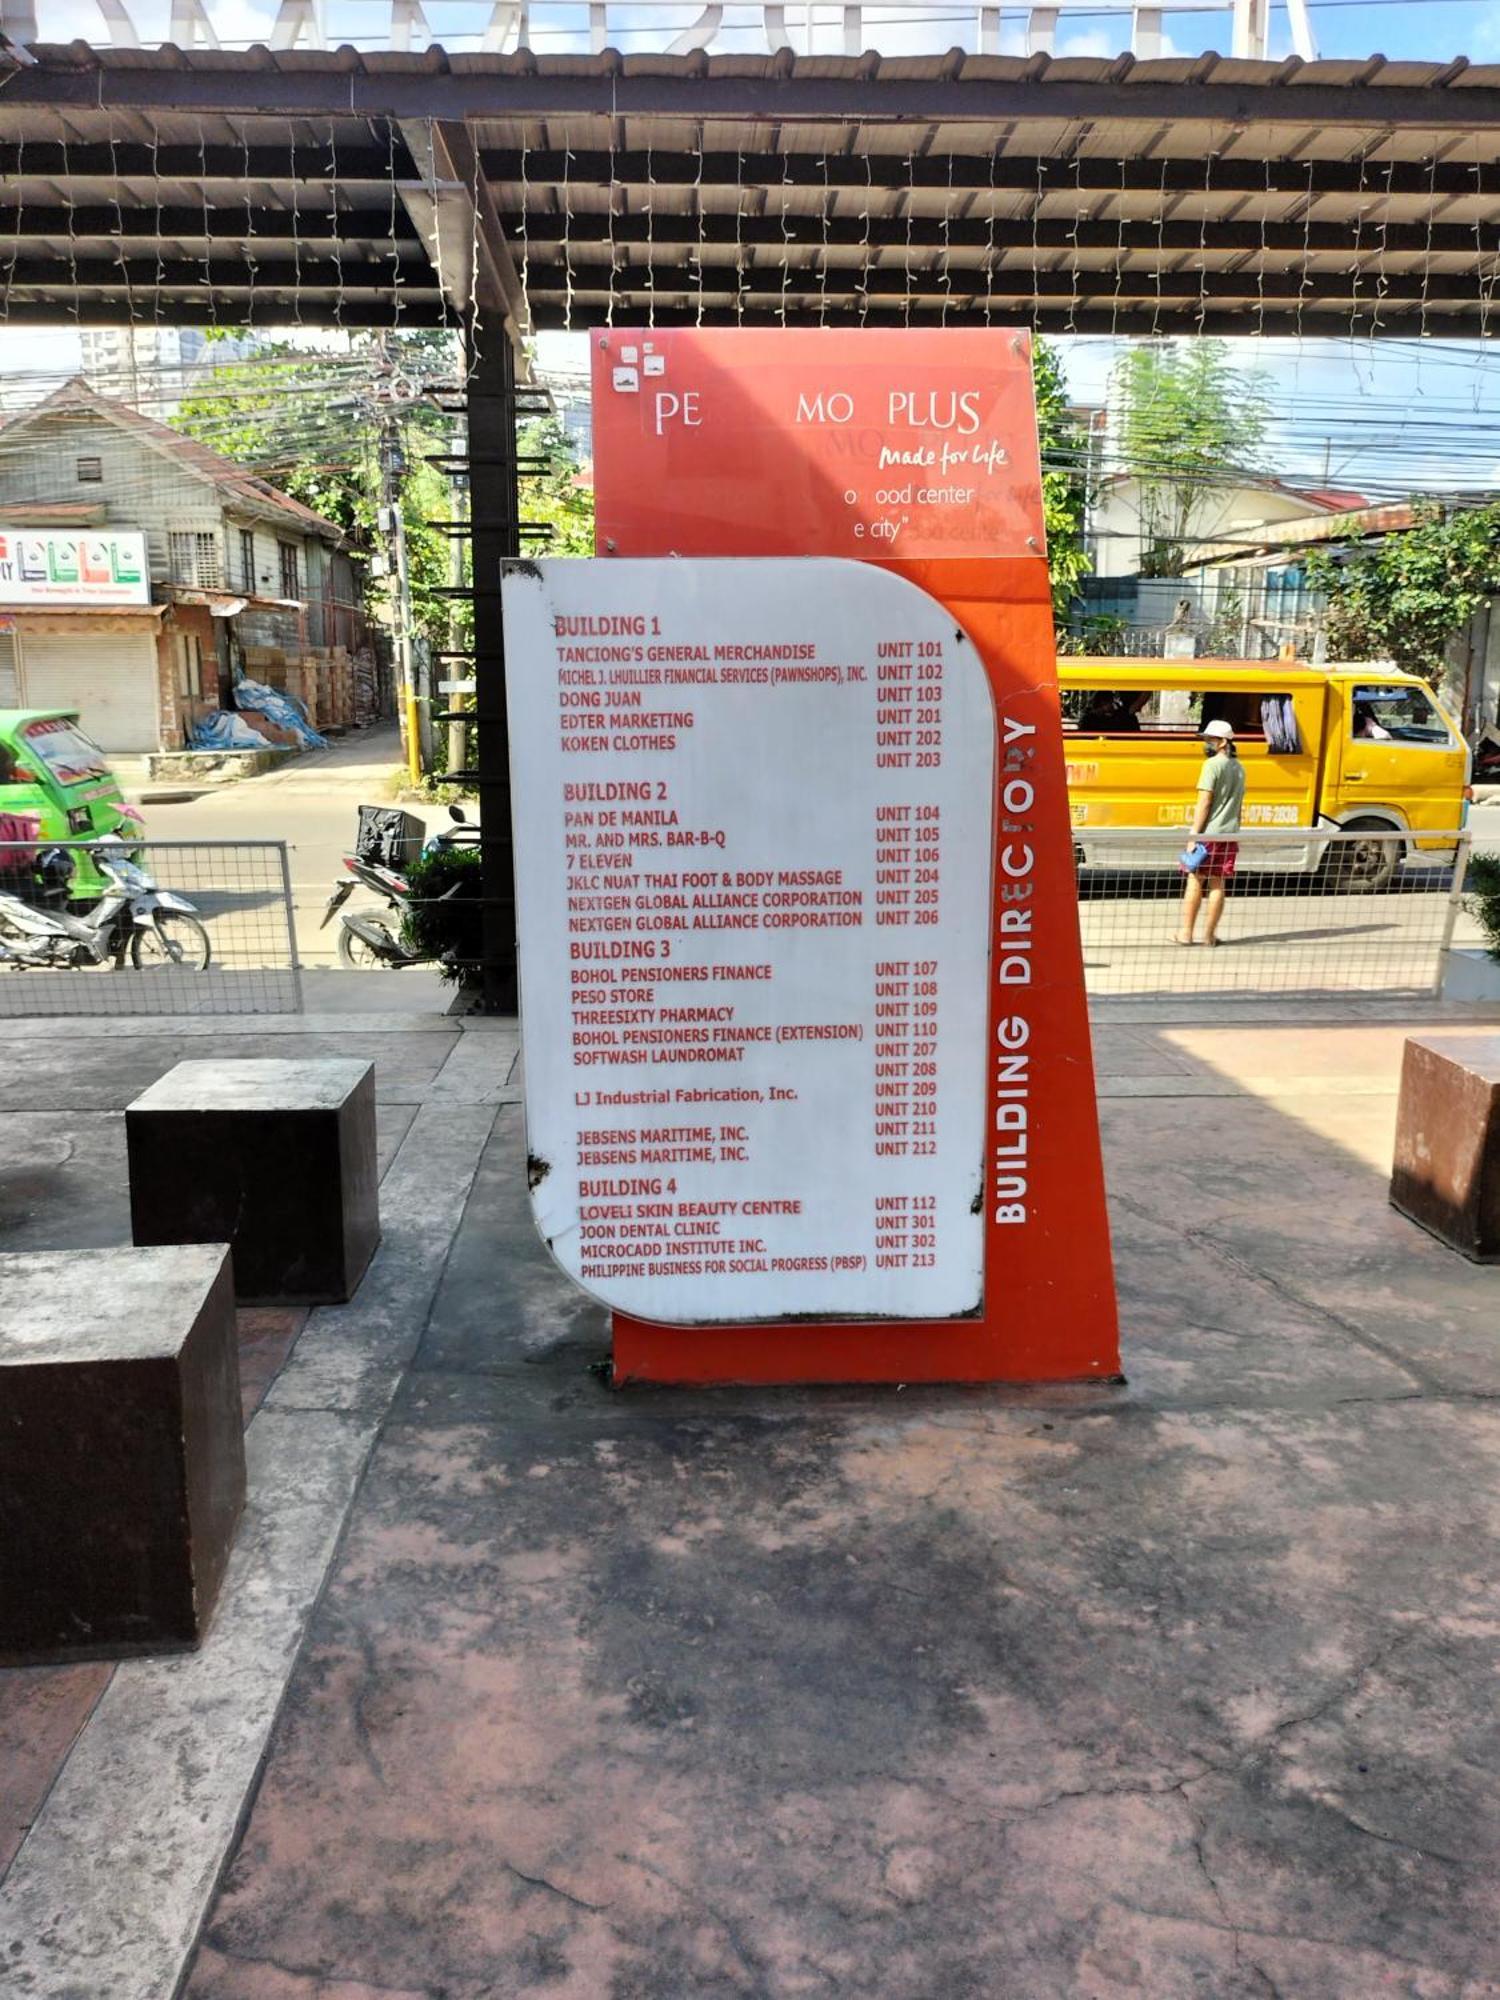 PE MO PLUS
Made for Life
o ood center
e city"
BUILDING 1
TANCIONG'S GENERAL MERCHANDISE UNIT 101
MICHEL J. LHUILLIER FINANCIAL SERVICES (PAWNSHOPS), INC. UNIT 102
DONG JUAN UNIT 103
EDTER MARKETING UNIT 201
KOKEN CLOTHES UNIT 202
UNIT 203
BUILDING 2
PAN DE MANILA UNIT 104
MR. AND MRS. BAR-B-Q UNIT 105
7 ELEVEN UNIT 106
JKLC NUAT THAI FOOT & BODY MASSAGE UNIT 204
NEXTGEN GLOBAL ALLIANCE CORPORATION UNIT 205
NEXTGEN GLOBAL ALLIANCE CORPORATION UNIT 206
BUILDING 3
BOHOL PENSIONERS FINANCE UNIT 107
PESO STORE UNIT 108
THREESIXTY PHARMACY UNIT 109
BOHOL PENSIONERS FINANCE (EXTENSION) UNIT 110
SOFTWASH LAUNDROMAT UNIT 207
UNIT 208
LJ Industrial Fabrication, Inc. UNIT 209
UNIT 210
JEBSENS MARITIME, INC. UNIT 211
JEBSENS MARITIME, INC. UNIT 212
BUILDING 4
LOVELI SKIN BEAUTY CENTRE UNIT 112
JOON DENTAL CLINIC UNIT 301
MICROCADD INSTITUTE INC. UNIT 302
PHILIPPINE BUSINESS FOR SOCIAL PROGRESS (PBSP) UNIT 213
BUILDING DIRECTORY